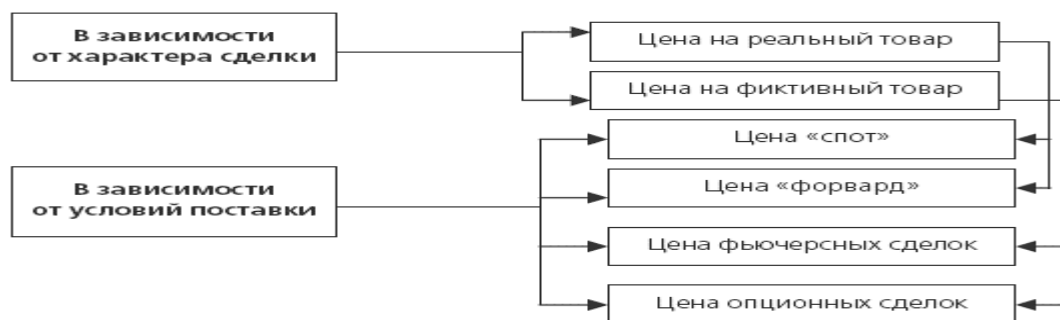 В зависимости
от характера сделки
Цена на реальный товар
Цена на фиктивный товар
Цена «спот»
В зависимости
от условий поставки
Цена «форвард»
Цена фьючерсных сделок
Цена опционных сделок